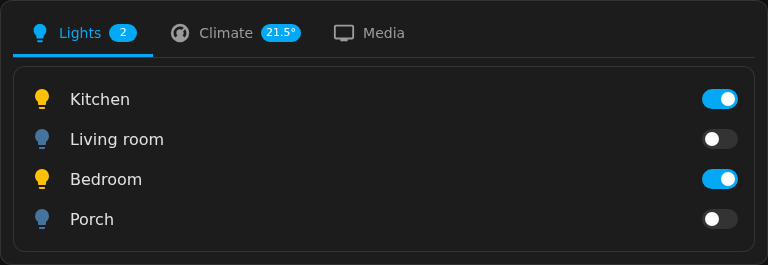 Lights 2 Climate 21.5° Media
Kitchen
Living room
Bedroom
Porch